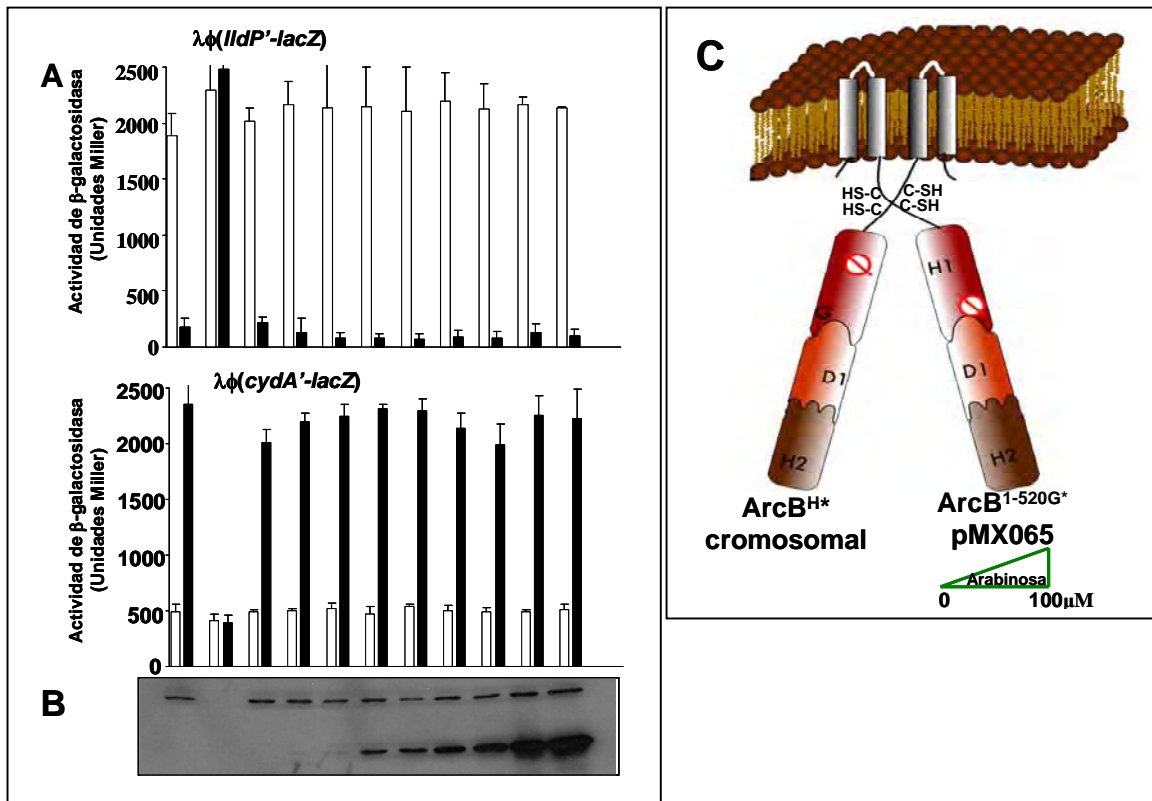 λϕ(lldP'-lacZ)
A
Actividad de β-galactosidasa
(Unidades Miller)
2500
2000
2500
1000
500
0
λϕ(cydA'-lacZ)
Actividad de β-galactosidasa
(Unidades Miller)
2500
2000
1500
1000
500
0
B
C
HS-C C-SH
HS-C C-SH
H1
G
D1 D1
H2 H2
ArcB^H*
cromosomal
ArcB^1-520G*
pMX065
Arabinosa
0 100μM